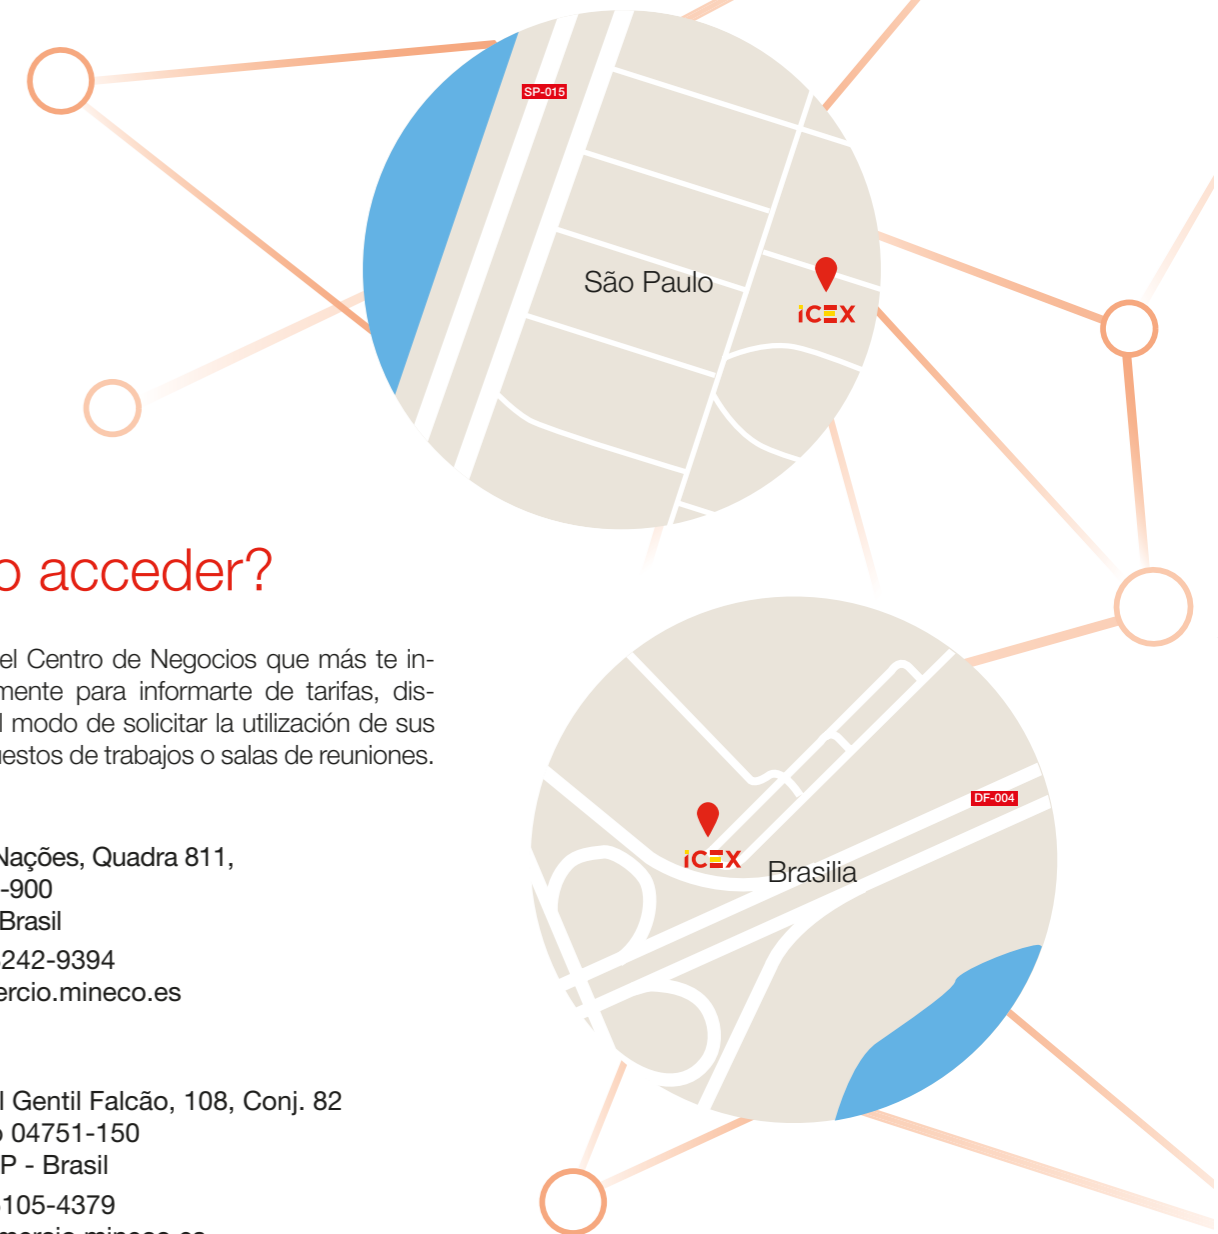 SP-015
São Paulo
icex
o acceder?
el Centro de Negocios que más te in-
mente para informarte de tarifas, dis-
l modo de solicitar la utilización de sus
uestos de trabajos o salas de reuniones.
DF-004
icex
Brasilia
Nações, Quadra 811,
-900
Brasil
242-9394
ercio.mineco.es
l Gentil Falcão, 108, Conj. 82
o 04751-150
P - Brasil
105-4379